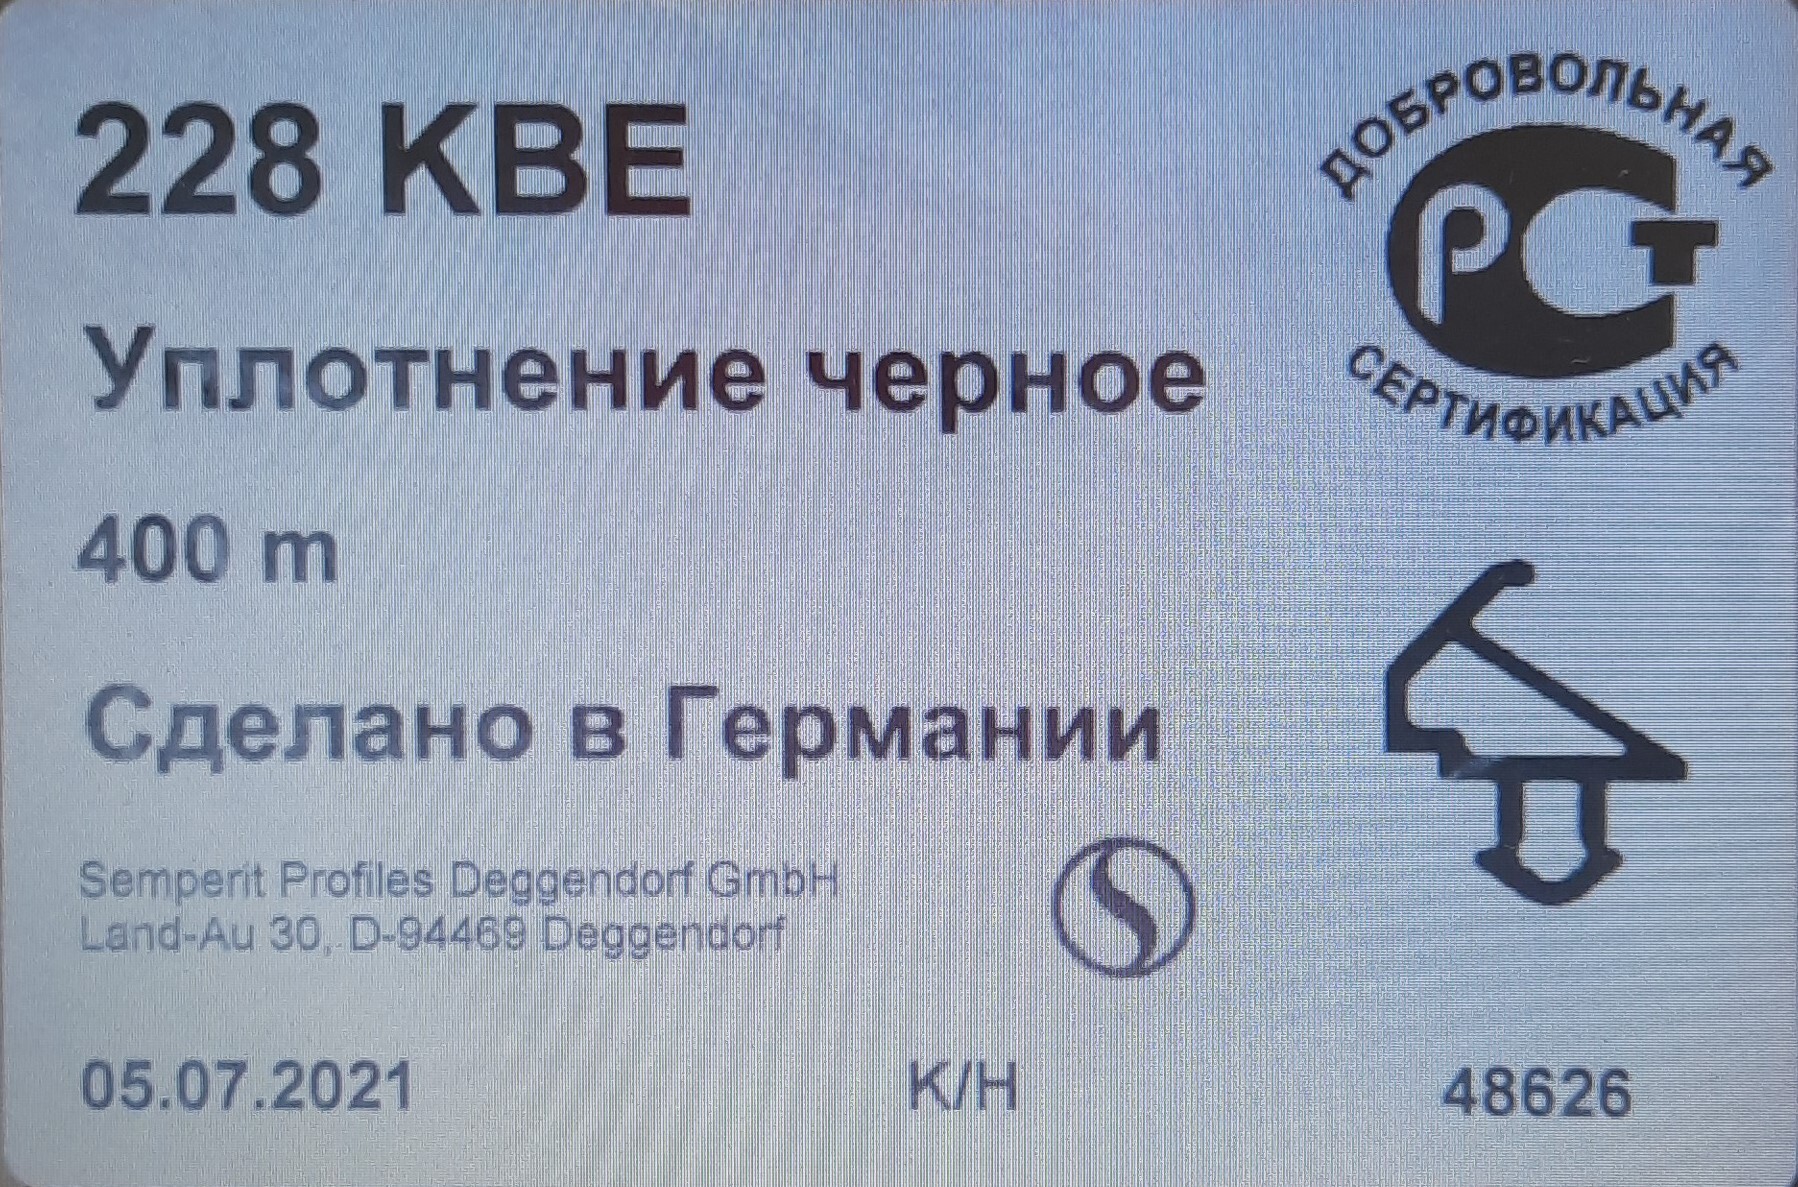 228 KBE
ДОБРОВОЛЬНАЯ
РСТ
СЕРТИФИКАЦИЯ
Уплотнение черное
400 m
Сделано в Германии
Semperit Profiles Deggendorf GmbH
Land-Au 30, D-94469 Deggendorf
05.07.2021 К/Н 48626